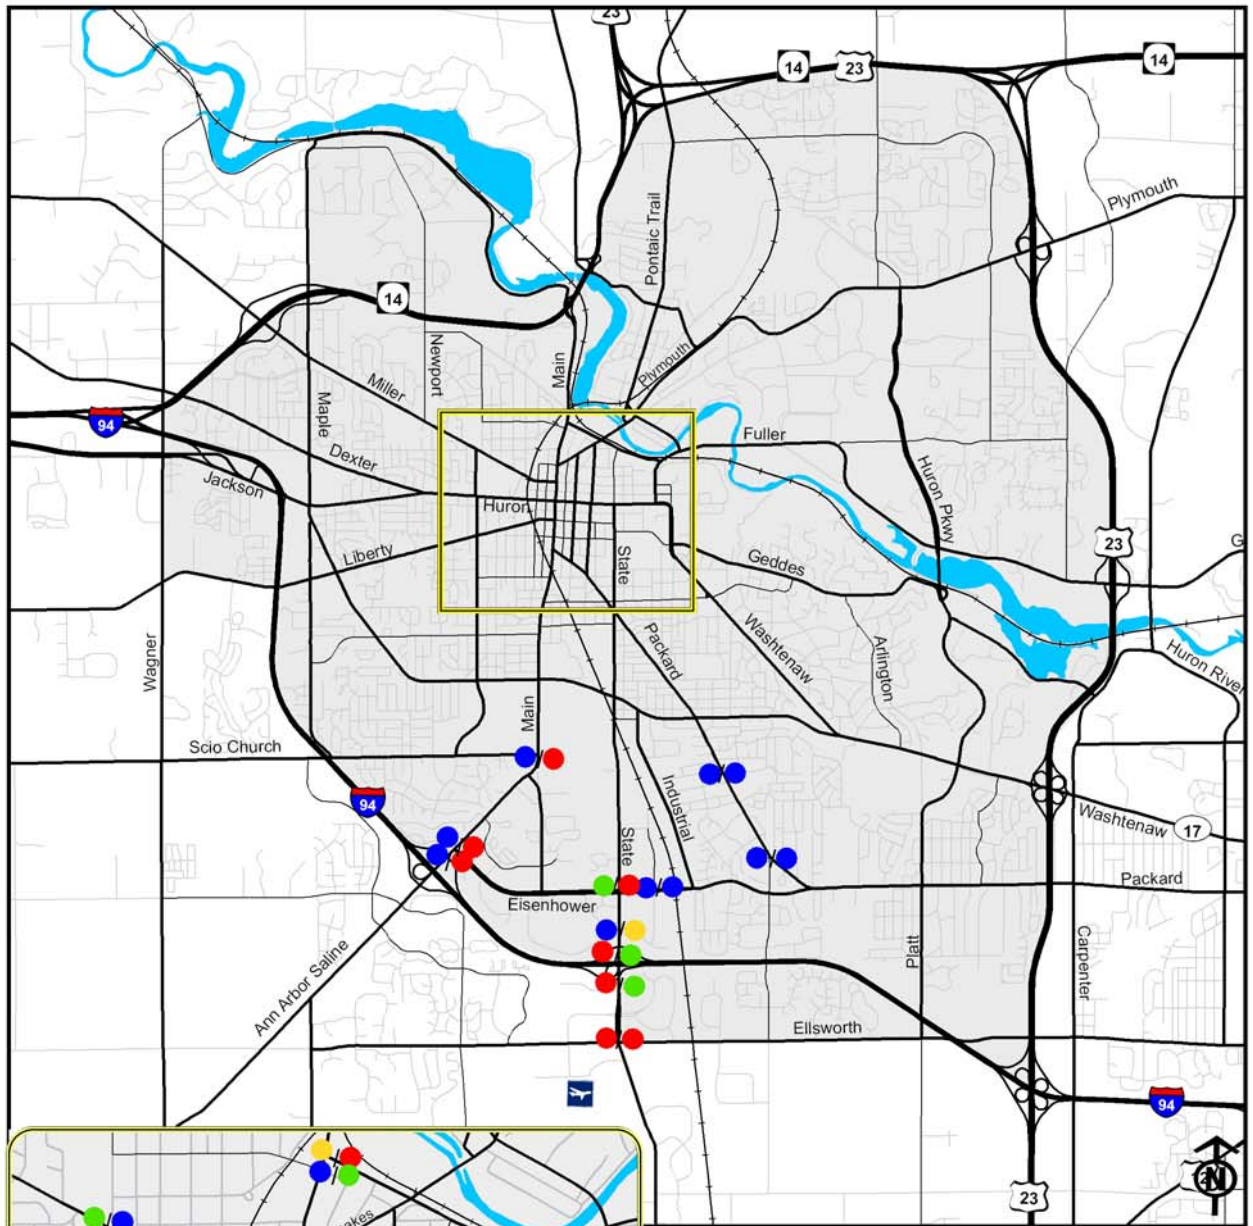 23
14
23
14
Plymouth
Pontaic Trail
14
Newport
Main
Plymouth
Miller
Maple
94
Fuller
Dexter
Jackson
Huron
Huron Pkwy
Liberty
State
Geddes
23
G
Wagner
Packard
Washtenaw
Arlington
Huron River
Main
Scio Church
94
Industrial
Washtenaw
17
State
Packard
Eisenhower
Ann Arbor Saline
Platt
Carpenter
Ellsworth
94
23
N
akes